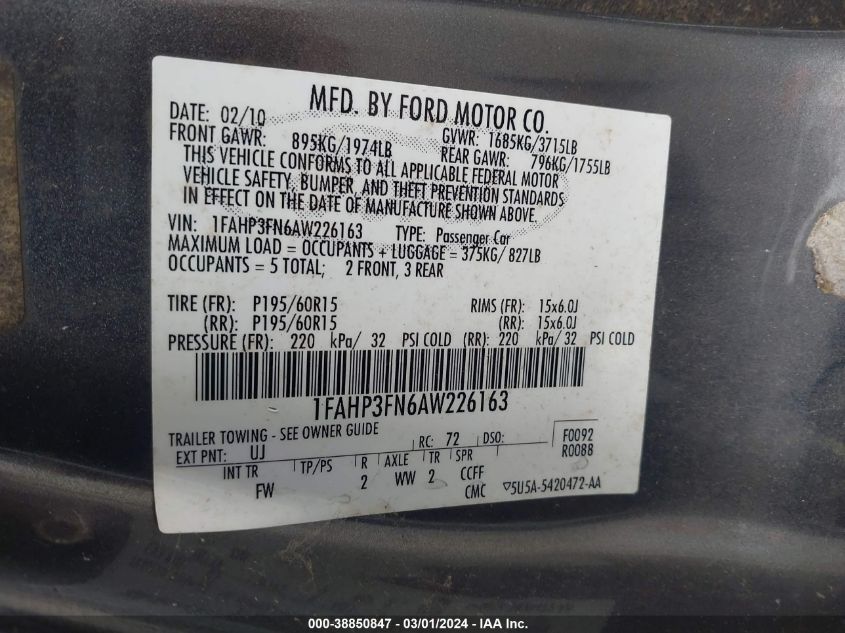 MFD. BY FORD MOTOR CO.
DATE: 02/10 GVWR: 1685KG/3715LB
FRONT GAWR: 895KG/1974LB REAR GAWR: 796KG/1755LB
THIS VEHICLE CONFORMS TO ALL APPLICABLE FEDERAL MOTOR
VEHICLE SAFETY, BUMPER, AND THEFT PREVENTION STANDARDS
IN EFFECT ON THE DATE OF MANUFACTURE SHOWN ABOVE.
VIN: 1FAHP3FN6AW226163 TYPE: Passenger Car
MAXIMUM LOAD = OCCUPANTS + LUGGAGE = 375KG/ 827LB
OCCUPANTS = 5 TOTAL; 2 FRONT, 3 REAR
TIRE (FR): P195/60R15 RIMS (FR): 15x6.0J
(RR): P195/60R15 (RR): 15x6.0J
PRESSURE (FR): 220 kPa/ 32 PSI COLD (RR): 220 kPa/ 32 PSI COLD
1FAHP3FN6AW226163
TRAILER TOWING - SEE OWNER GUIDE
EXT PNT: UJ RC: 72 DSO: F0092
R0088
INT TR TP/PS R AXLE TR SPR
FW 2 WW 2 CCFF
CMC 5U5A-5420472-AA
000-38850847 - 03/01/2024 - IAA Inc.